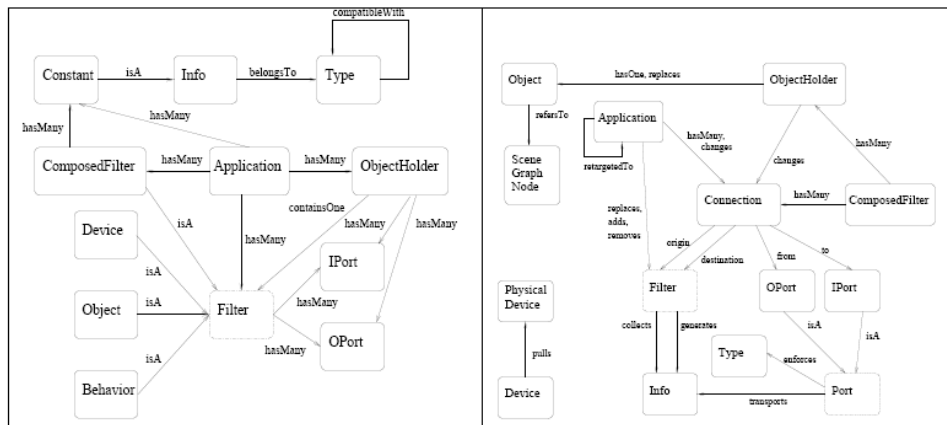 compatibleWith
Constant
isA
Info
belongsTo
Type
hasMany
hasMany
ComposedFilter
hasMany
Application
hasMany
ObjectHolder
containsOne
isA
hasMany
hasMany
Device
hasMany
isA
IPort
Object
isA
Filter
hasMany
isA
hasMany
OPort
Behavior
hasOne, replaces
Object
ObjectHolder
refersTo
Application
hasMany,
changes
hasMany
Scene
Graph
Node
retargetedTo
changes
hasMany
Connection
ComposedFilter
replaces,
adds,
removes
origin
destination
from
to
Physical
Device
Filter
OPort
IPort
collects
generates
isA
isA
Type
enforces
pulls
Device
Info
transports
Port